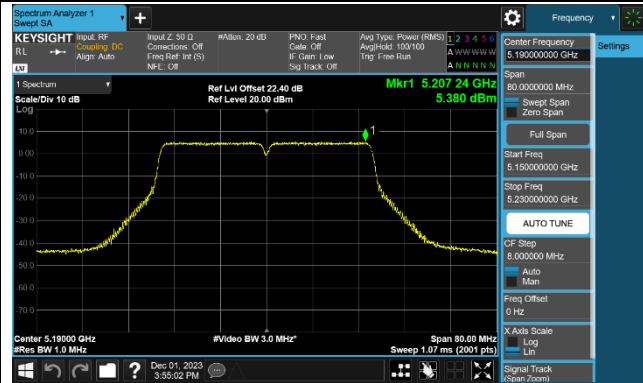 Spectrum Analyzer 1
Swept SA
Frequency
KEYSIGHT
RL
LXI
Input: RF
Coupling: DC
Align: Auto
Input Z: 50 Ω
Corrections: Off
Freq Ref: Int (S)
NFE: Off
#Atten: 20 dB
PNO: Fast
Gate: Off
IF Gain: Low
Sig Track: Off
Avg Type: Power (RMS)
Avg|Hold: 100/100
Trig: Free Run
1 2 3 4 5 6
A W W W W W
A N N N N N
1 Spectrum
Scale/Div 10 dB
Log
Ref Lvl Offset 22.40 dB
Ref Level 20.00 dBm
Mkr1 5.207 24 GHz
5.380 dBm
1
10.0
0.00
-10.0
-20.0
-30.0
-40.0
-50.0
-60.0
-70.0
Center 5.19000 GHz
#Res BW 1.0 MHz
#Video BW 3.0 MHz*
Span 80.00 MHz
Sweep 1.07 ms (2001 pts)
Dec 01, 2023
3:55:02 PM
Center Frequency
5.190000000 GHz
Settings
Span
80.0000000 MHz
Swept Span
Zero Span
Full Span
Start Freq
5.150000000 GHz
Stop Freq
5.230000000 GHz
AUTO TUNE
CF Step
8.000000 MHz
Auto
Man
Freq Offset
0 Hz
X Axis Scale
Log
Lin
Signal Track
(Span Zoom)